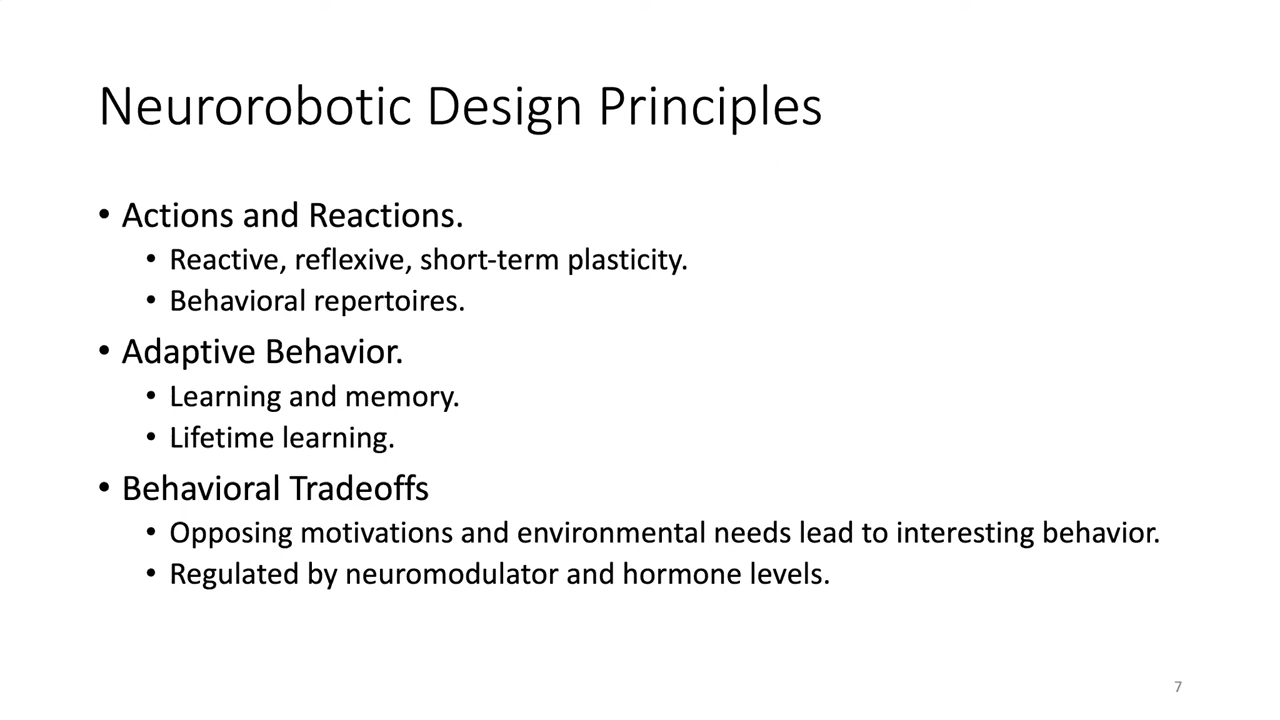 Neurorobotic Design Principles
• Actions and Reactions.
• Reactive, reflexive, short-term plasticity.
• Behavioral repertoires.
• Adaptive Behavior.
• Learning and memory.
• Lifetime learning.
• Behavioral Tradeoffs
• Opposing motivations and environmental needs lead to interesting behavior.
• Regulated by neuromodulator and hormone levels.
7